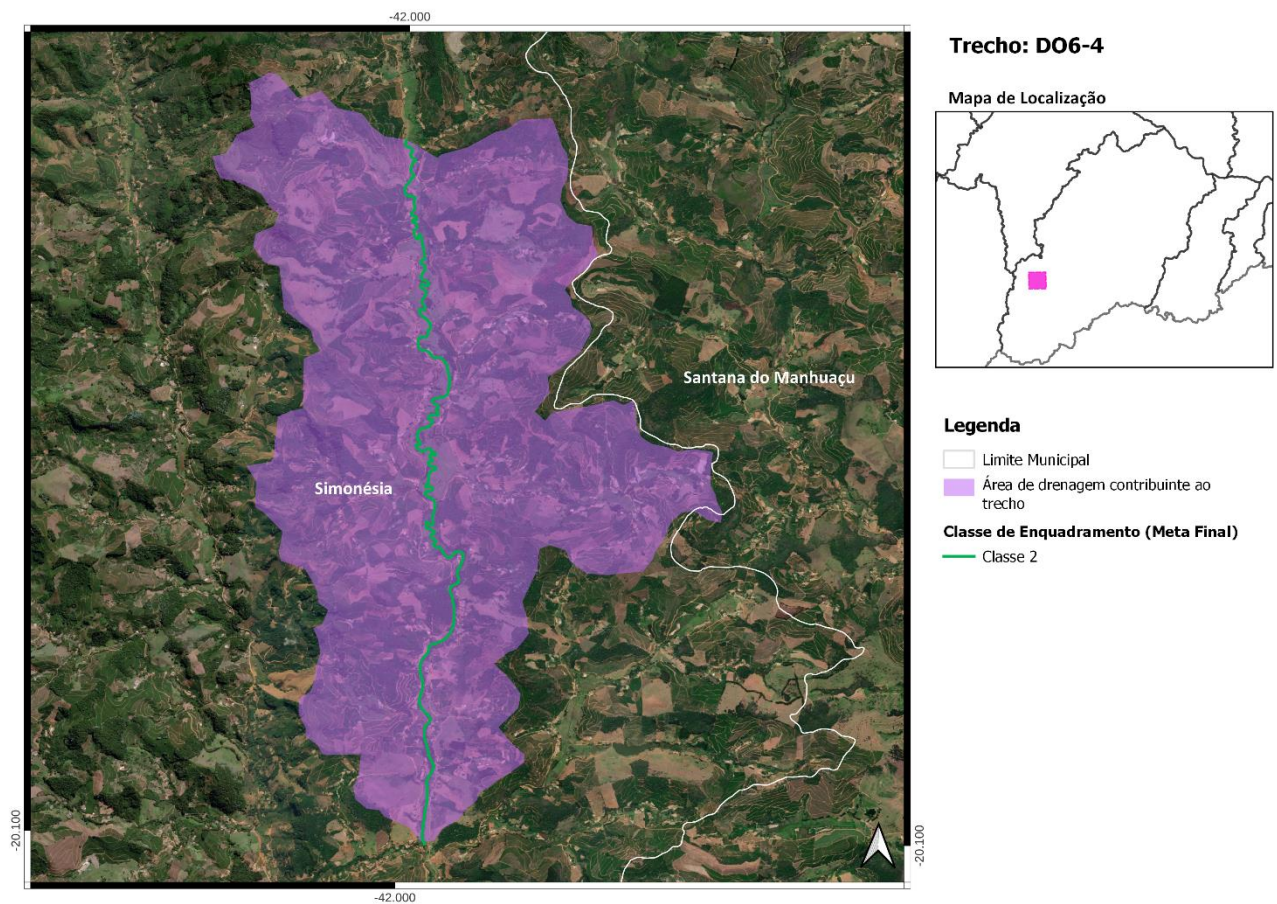 -42.000
Trecho: DO6-4
Mapa de Localização
Santana do Manhuaçu
Simonésia
Legenda
Limite Municipal
Área de drenagem contribuinte ao
trecho
Classe de Enquadramento (Meta Final)
Classe 2
-20.100
-20.100
-42.000